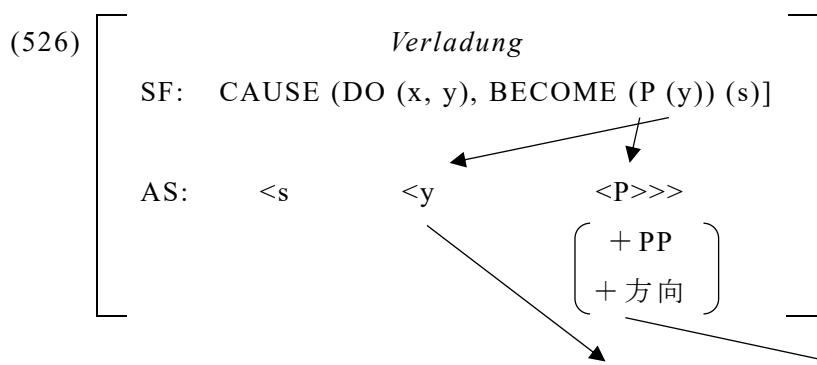 (526) Verladung
SF: CAUSE (DO (x, y), BECOME (P (y)) (s)]
AS: <s <y <P>>>
+PP
+方向